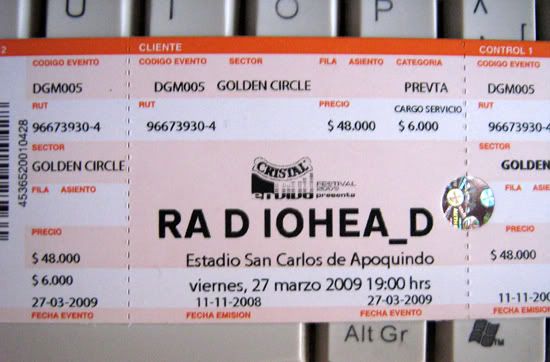 U I O P
2 CLIENTE CONTROL 1
CODIGO EVENTO CODIGO EVENTO SECTOR FILA ASIENTO CATEGORIA CODIGO EVENTO
DGM005 DGM005 GOLDEN CIRCLE PREVTA DGM005
RUT RUT PRECIO CARGO SERVICIO RUT
96673930-4 96673930-4 $ 48.000 $ 6.000 96673930-4
4536520010428
SECTOR SECTOR
GOLDEN CIRCLE GOLDEN
FILA ASIENTO FILA ASIENTO
CRISTAL
FESTIVAL
2009
presenta
RA D IOHEA_D
Estadio San Carlos de Apoquindo
viernes, 27 marzo 2009 19:00 hrs
PRECIO PRECIO
$ 48.000 $ 48.000
$ 6.000 $ 6.000
27-03-2009 11-11-2008 27-03-2009
FECHA EVENTO FECHA EMISION FECHA EVENTO FECHA EMISION
Alt Gr